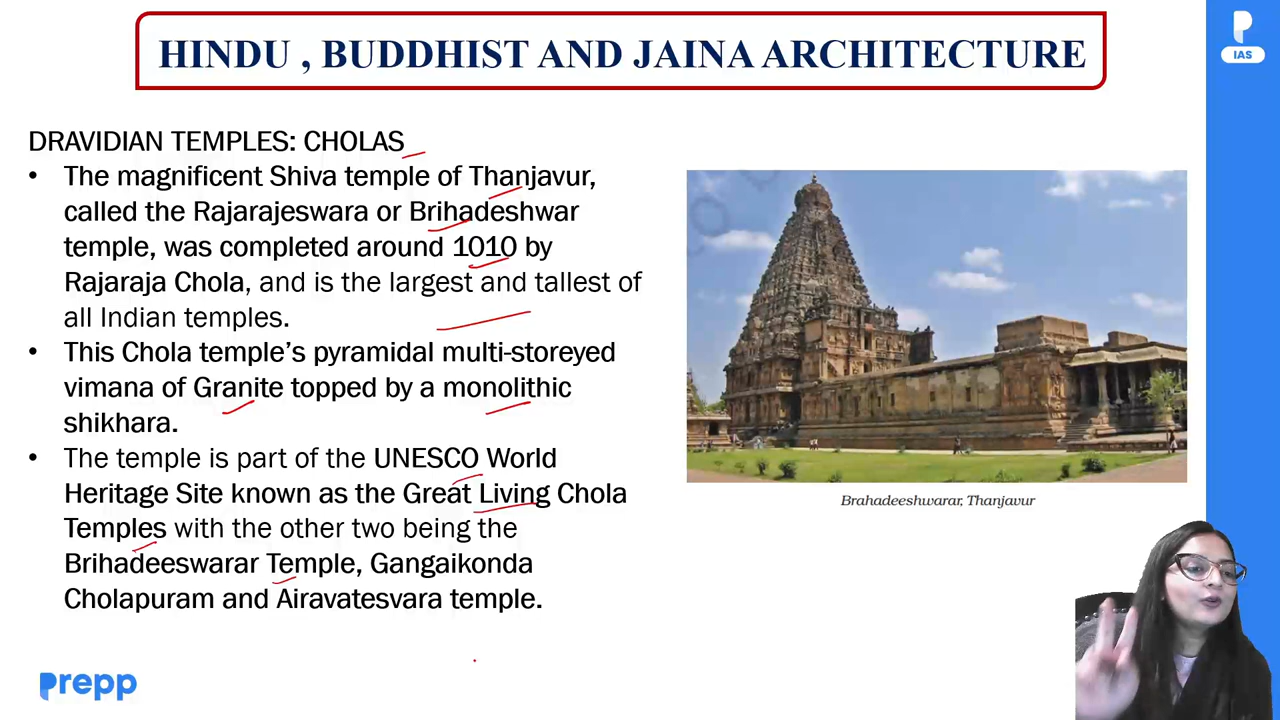 HINDU , BUDDHIST AND JAINA ARCHITECTURE
IAS
DRAVIDIAN TEMPLES: CHOLAS
• The magnificent Shiva temple of Thanjavur,
called the Rajarajeswara or Brihadeshwar
temple, was completed around 1010 by
Rajaraja Chola, and is the largest and tallest of
all Indian temples.
• This Chola temple's pyramidal multi-storeyed
vimana of Granite topped by a monolithic
shikhara.
• The temple is part of the UNESCO World
Heritage Site known as the Great Living Chola
Temples with the other two being the
Brihadeeswarar Temple, Gangaikonda
Cholapuram and Airavatesvara temple.
Brahadeeshwarar, Thanjavur
prepp